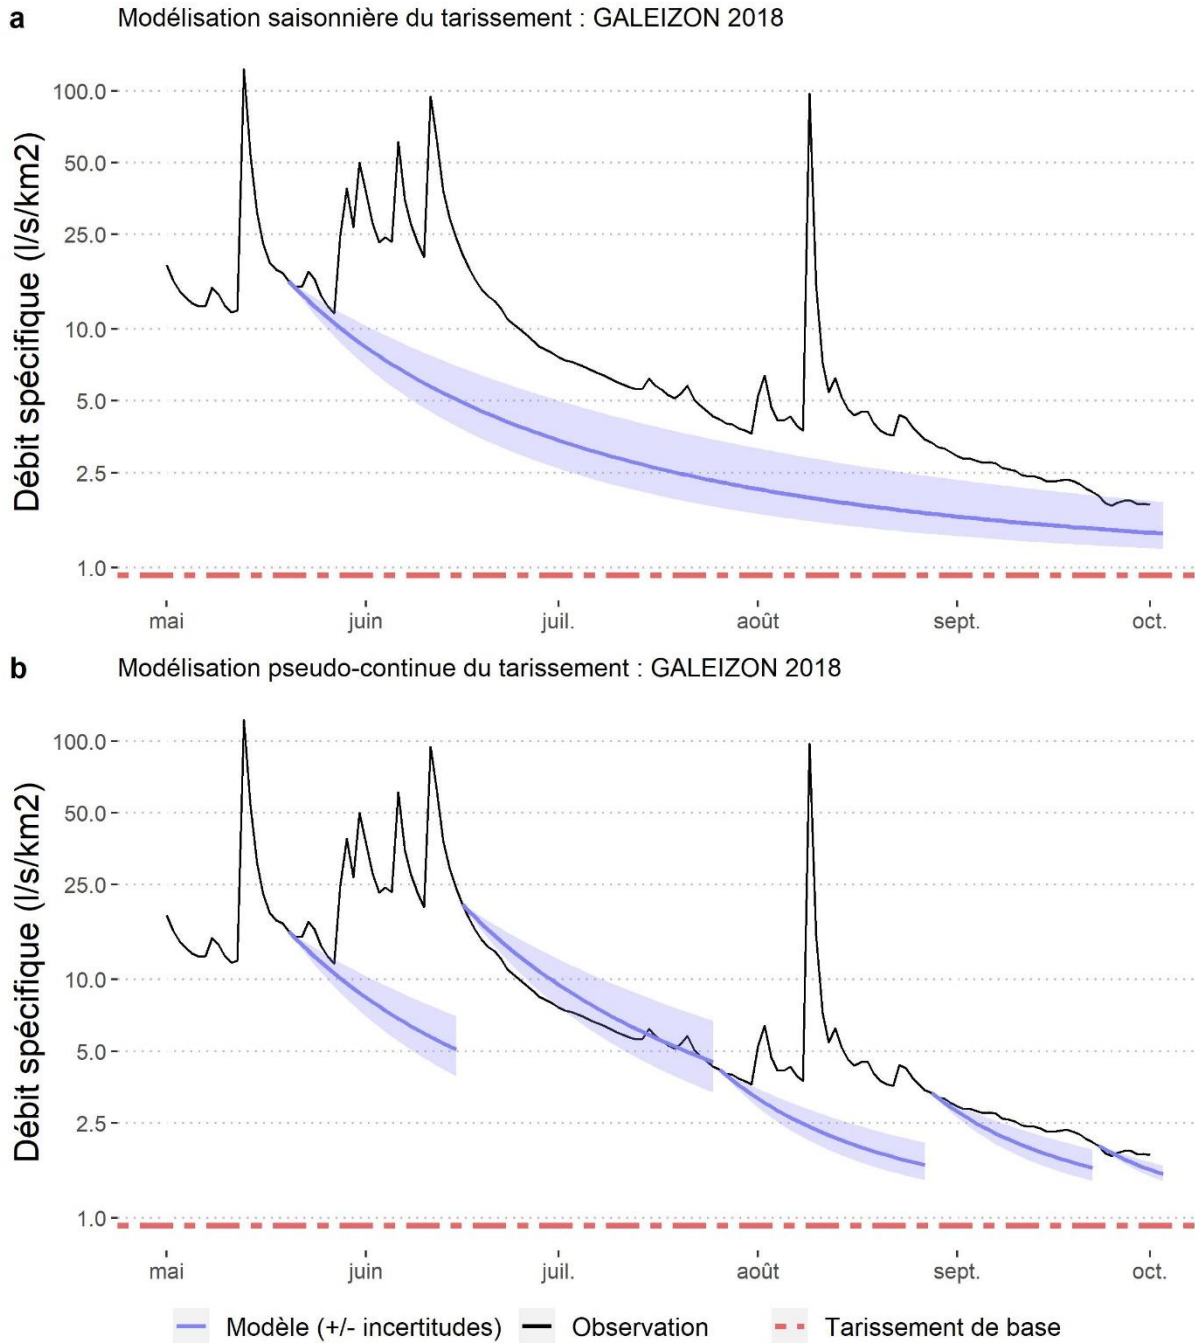 a Modélisation saisonnière du tarissement : GALEIZON 2018
Débit spécifique (l/s/km2)
100.0
50.0
25.0
10.0
5.0
2.5
1.0
mai juin juil. août sept. oct.
b Modélisation pseudo-continue du tarissement : GALEIZON 2018
Débit spécifique (l/s/km2)
100.0
50.0
25.0
10.0
5.0
2.5
1.0
mai juin juil. août sept. oct.
Modèle (+/- incertitudes) Observation Tarissement de base